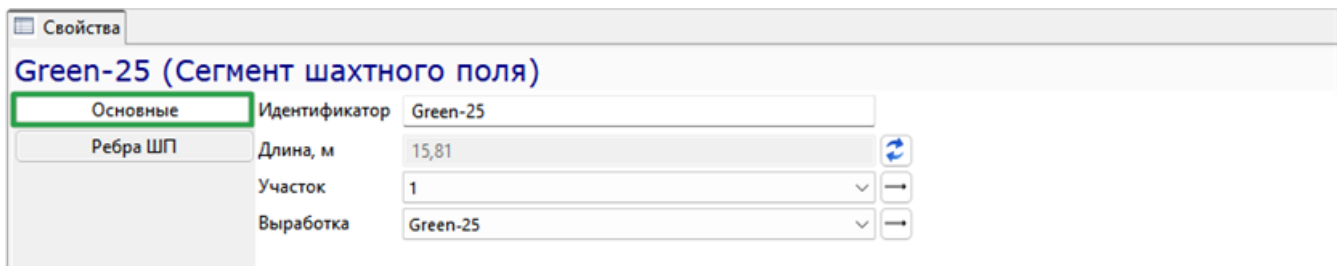 Свойства
Green-25 (Сегмент шахтного поля)
Основные
Идентификатор Green-25
Ребра ШП
Длина, м 15,81
Участок 1
Выработка Green-25